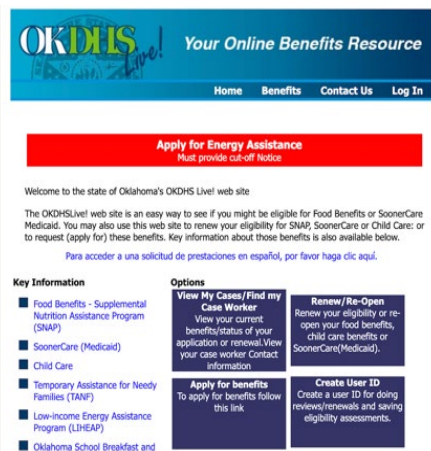 OKDHS Live!
Your Online Benefits Resource
Home Benefits Contact Us Log In
Apply for Energy Assistance
Must provide cut-off Notice
Welcome to the state of Oklahoma's OKDHS Live! web site
The OKDHSLive! web site is an easy way to see if you might be eligible for Food Benefits or SoonerCare
Medicaid. You may also use this web site to renew your eligibility for SNAP, SoonerCare or Child Care: or
to request (apply for) these benefits. Key information about those benefits is also available below.
Para acceder a una solicitud de prestaciones en español, por favor haga clic aquí.
Key Information
Food Benefits - Supplemental
Nutrition Assistance Program
(SNAP)
SoonerCare (Medicaid)
Child Care
Temporary Assistance for Needy
Families (TANF)
Low-income Energy Assistance
Program (LIHEAP)
Oklahoma School Breakfast and
Options
View My Cases/Find my
Case Worker
View your current
benefits/status of your
application or renewal.View
your case worker Contact
information
Renew/Re-Open
Renew your eligibility or re-
open your food benefits,
child care benefits or
SoonerCare(Medicaid).
Apply for benefits
To apply for benefits follow
this link
Create User ID
Create a user ID for doing
reviews/renewals and saving
eligibility assessments.